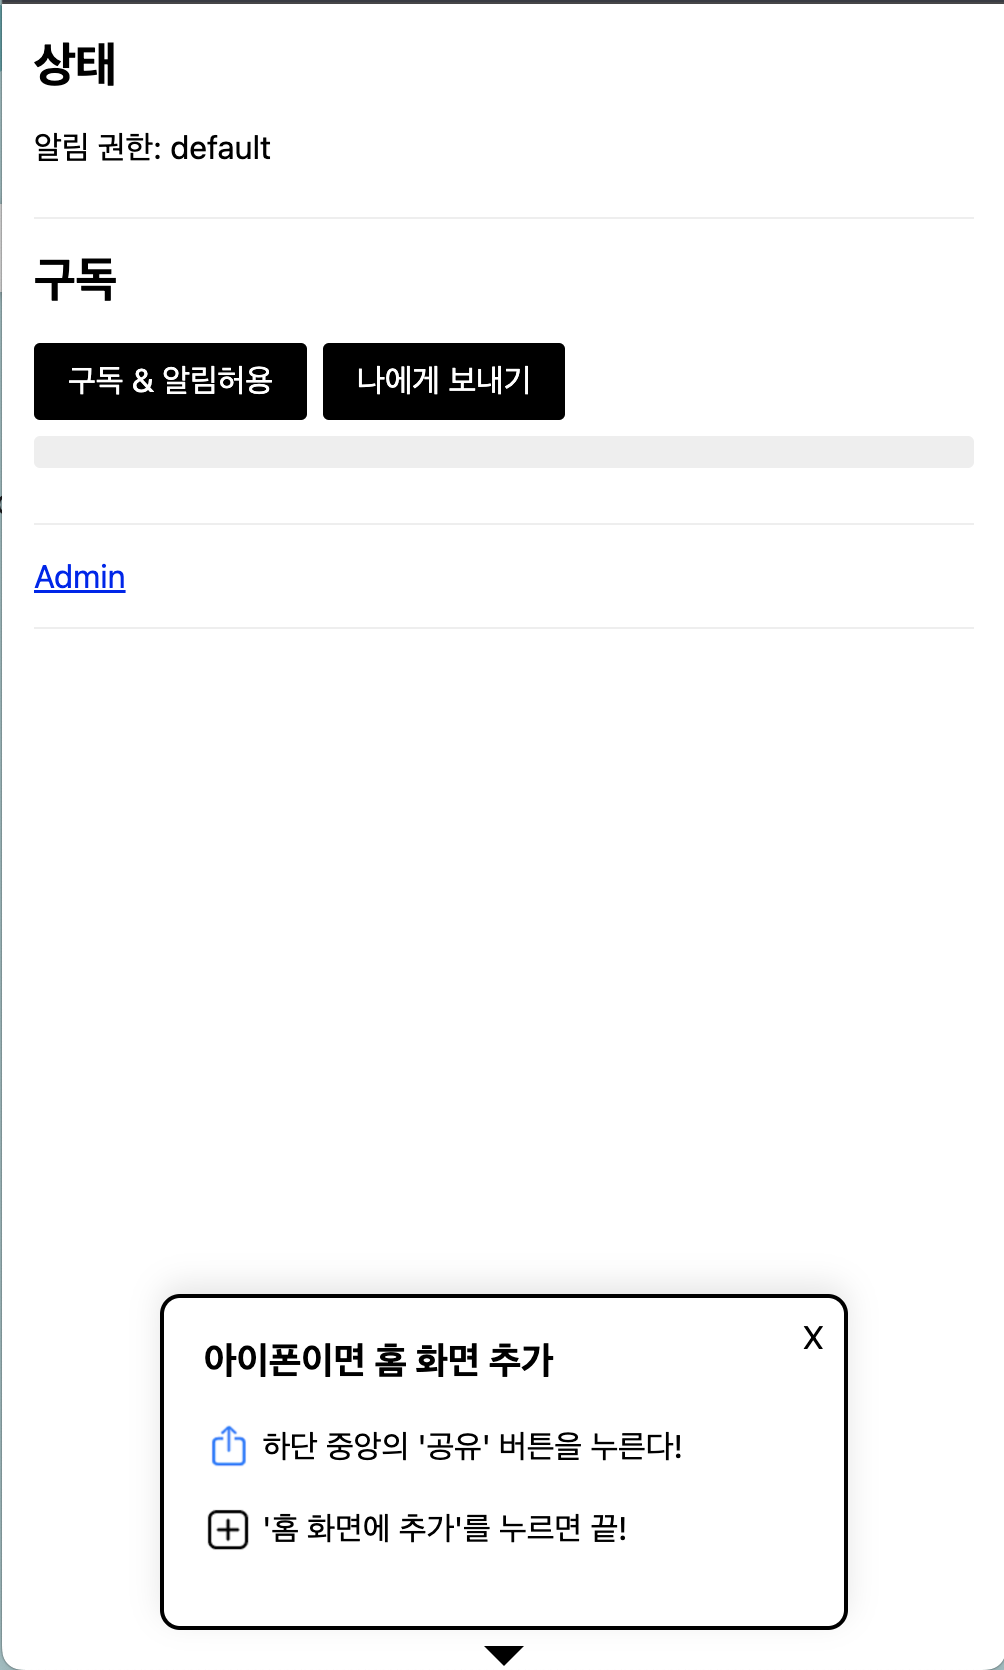 상태
알림 권한: default
구독
구독 & 알림허용
나에게 보내기
Admin
아이폰이면 홈 화면 추가
X
하단 중앙의 '공유' 버튼을 누른다!
'홈 화면에 추가'를 누르면 끝!